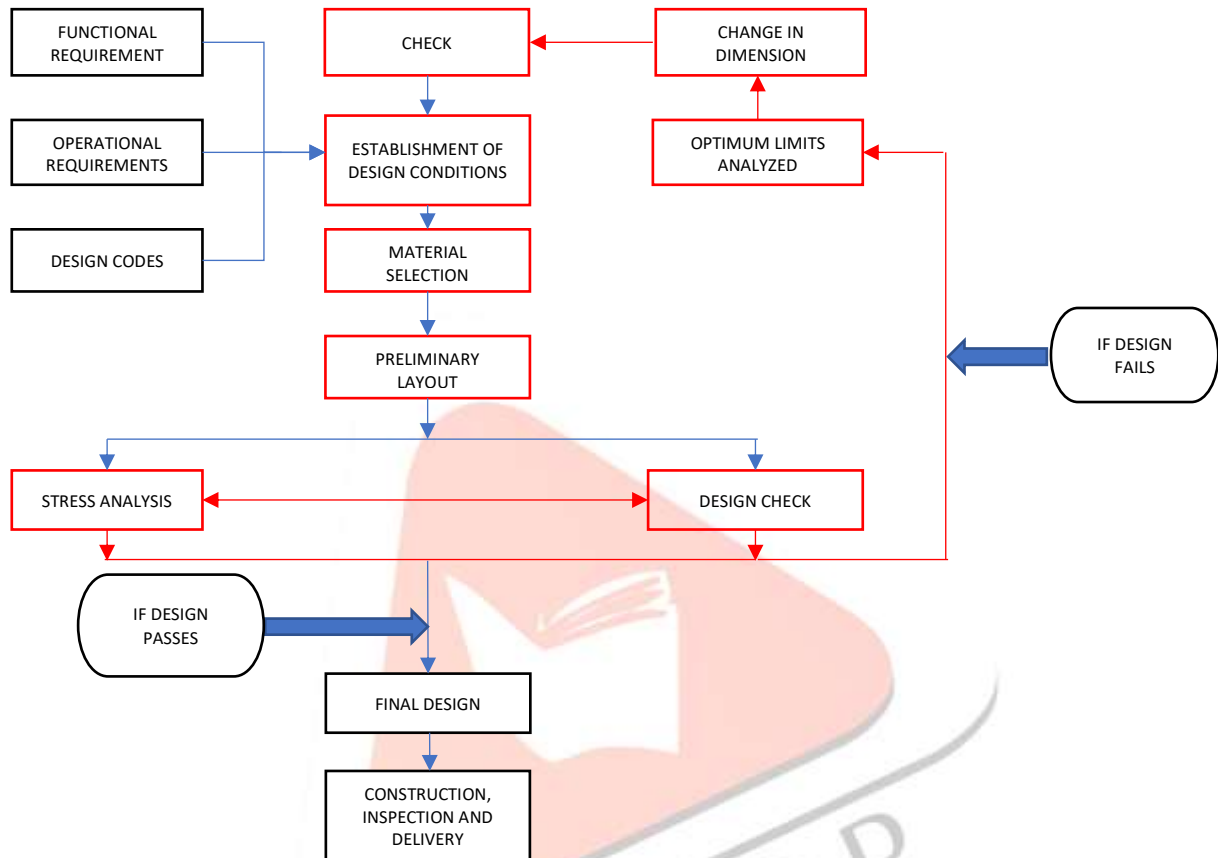 FUNCTIONAL
REQUIREMENT
CHECK
CHANGE IN
DIMENSION
OPERATIONAL
REQUIREMENTS
ESTABLISHMENT OF
DESIGN CONDITIONS
OPTIMUM LIMITS
ANALYZED
DESIGN CODES
MATERIAL
SELECTION
PRELIMINARY
LAYOUT
IF DESIGN
FAILS
STRESS ANALYSIS
DESIGN CHECK
IF DESIGN
PASSES
FINAL DESIGN
CONSTRUCTION,
INSPECTION AND
DELIVERY